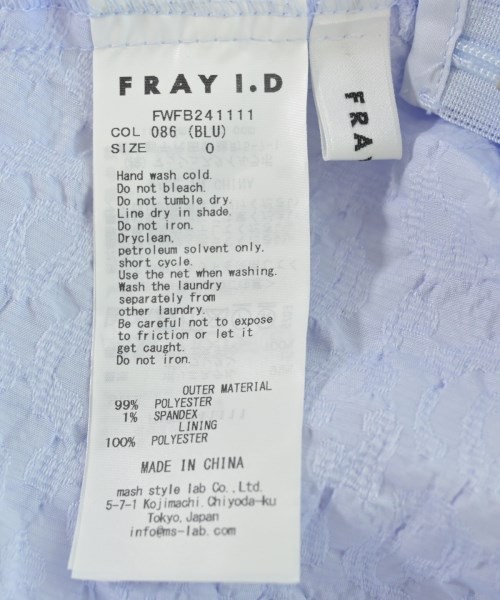 FRAY I.D
FWFB241111
COL 086 (BLU)
SIZE 0
Hand wash cold.
Do not bleach.
Do not tumble dry.
Line dry in shade.
Do not iron.
Dryclean,
petroleum solvent only.
short cycle.
Use the net when washing.
Wash the laundry
separately from
other laundry.
Be careful not to expose
to friction or let it
get caught.
Do not iron.
OUTER MATERIAL
99% POLYESTER
1% SPANDEX
LINING
100% POLYESTER
MADE IN CHINA
mash style lab Co., Ltd.
5-7-1 Kojimachi, Chiyoda-ku
Tokyo, Japan
info@ms-lab.com
FRAY